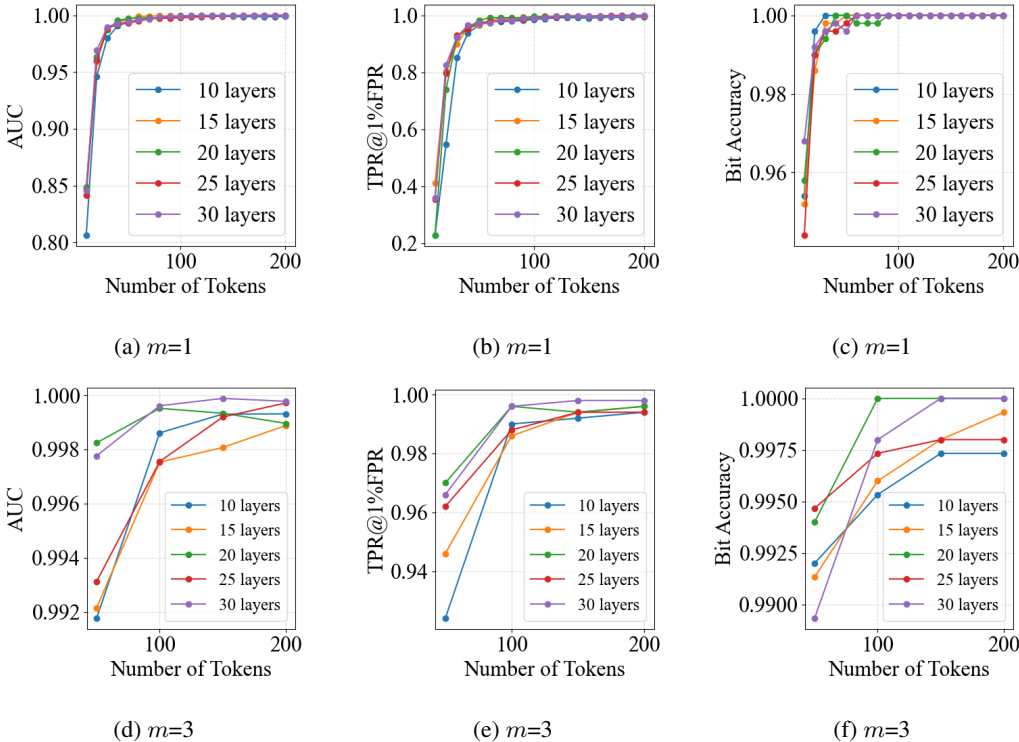 1.00
0.95
0.90
0.85
0.80
AUC
10 layers
15 layers
20 layers
25 layers
30 layers
100
200
Number of Tokens
(a) m=1
1.0
0.8
0.6
0.4
0.2
TPR@1%FPR
10 layers
15 layers
20 layers
25 layers
30 layers
100
200
Number of Tokens
(b) m=1
1.00
0.98
0.96
Bit Accuracy
10 layers
15 layers
20 layers
25 layers
30 layers
100
200
Number of Tokens
(c) m=1
1.000
0.998
0.996
0.994
0.992
AUC
10 layers
15 layers
20 layers
25 layers
30 layers
100
200
Number of Tokens
(d) m=3
1.00
0.98
0.96
0.94
TPR@1%FPR
10 layers
15 layers
20 layers
25 layers
30 layers
100
200
Number of Tokens
(e) m=3
1.0000
0.9975
0.9950
0.9925
0.9900
Bit Accuracy
10 layers
15 layers
20 layers
25 layers
30 layers
100
200
Number of Tokens
(f) m=3